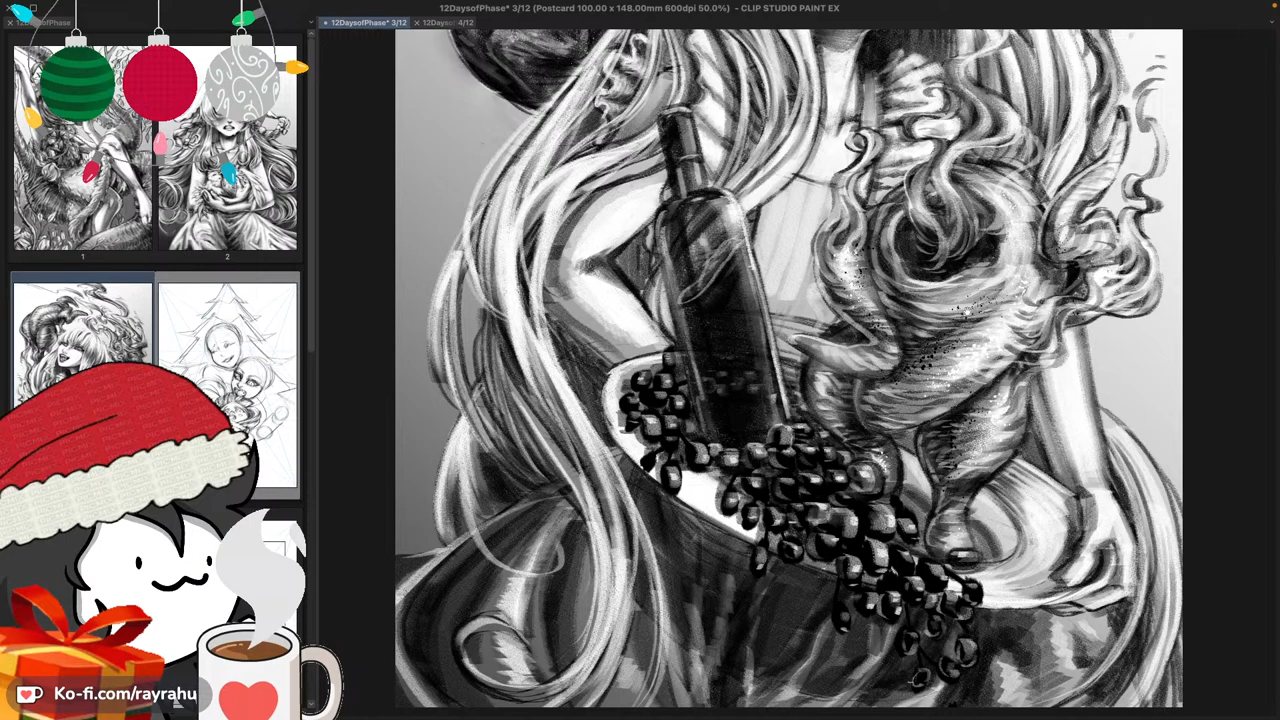 12DaysofPhase* 3/12 (Postcard 100.00 x 148.00mm 600dpi 50.0%) - CLIP STUDIO PAINT EX
12DaysofPhase
12DaysofPhase* 3/12
12Daysof 4/12
1
2
Ko-fi.com/rayrahu